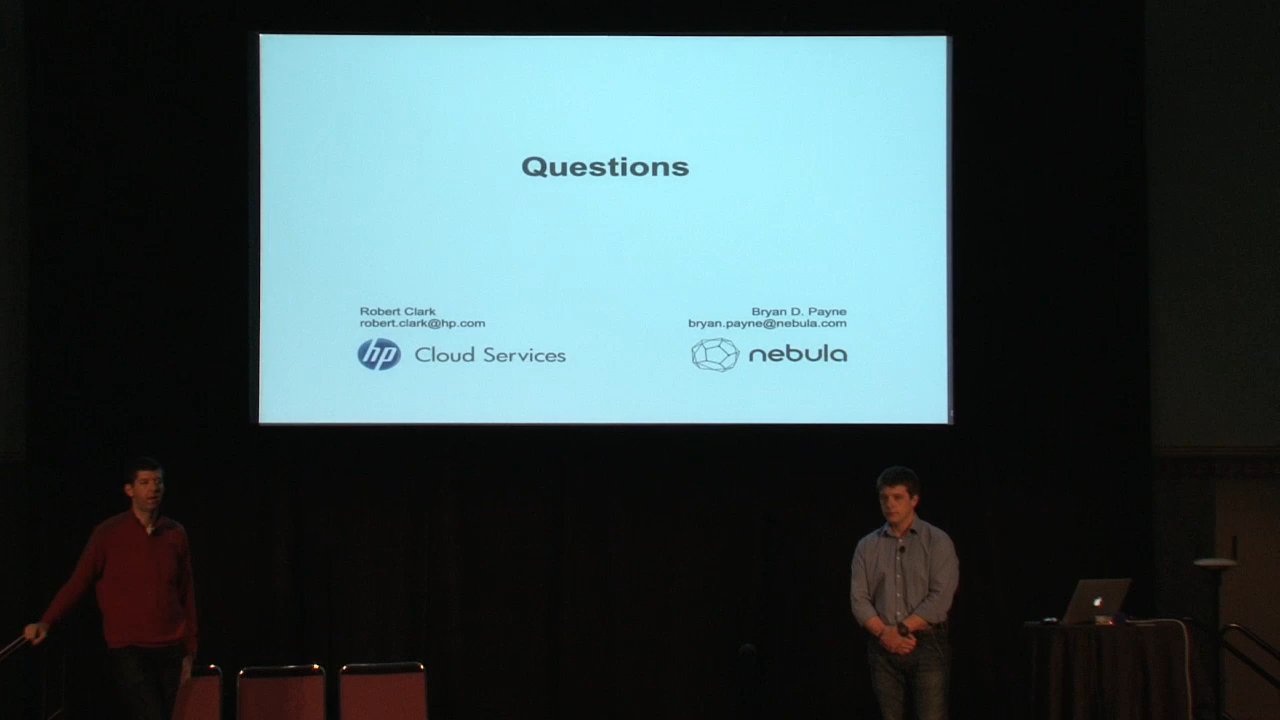 Questions
Robert Clark
robert.clark@hp.com
hp Cloud Services
Bryan D. Payne
bryan.payne@nebula.com
nebula